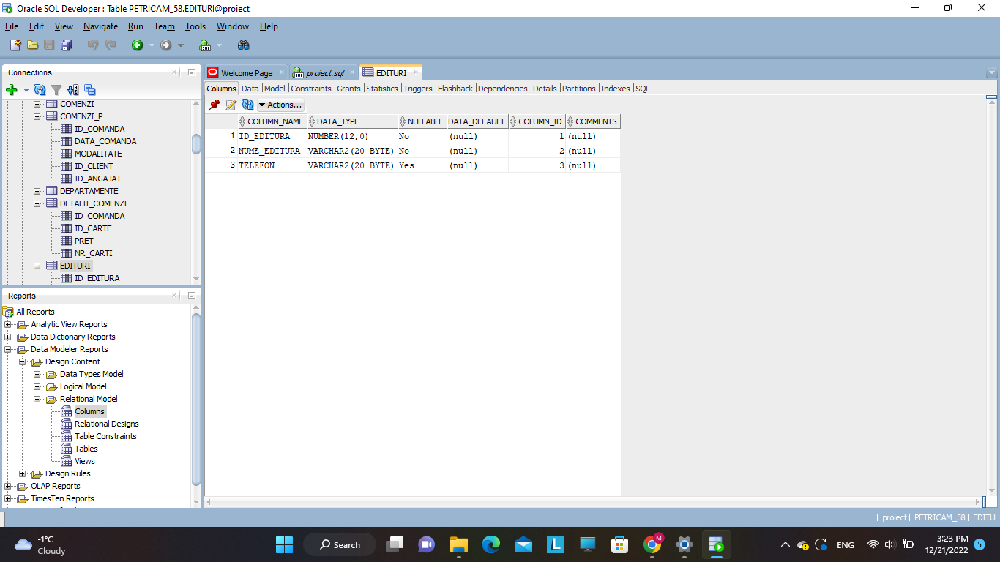 Oracle SQL Developer : Table PETRICAM_58.EDITURI@proiect
File Edit View Navigate Run Team Tools Window Help
Connections
COMENZI
COMENZI_P
ID_COMANDA
DATA_COMANDA
MODALITATE
ID_CLIENT
ID_ANGAJAT
DEPARTAMENTE
DETALII_COMENZI
ID_COMANDA
ID_CARTE
PRET
NR_CARTI
EDITURI
ID_EDITURA
Reports
All Reports
Analytic View Reports
Data Dictionary Reports
Data Modeler Reports
Design Content
Data Types Model
Logical Model
Relational Model
Columns
Relational Designs
Table Constraints
Tables
Views
Design Rules
OLAP Reports
TimesTen Reports
Welcome Page proiect.sql EDITURI
Columns Data |Model |Constraints |Grants |Statistics |Triggers |Flashback |Dependencies |Details |Partitions |Indexes |SQL
Actions...
COLUMN_NAME DATA_TYPE NULLABLE DATA_DEFAULT COLUMN_ID COMMENTS
1 ID_EDITURA NUMBER(12,0) No (null) 1 (null)
2 NUME_EDITURA VARCHAR2(20 BYTE) No (null) 2 (null)
3 TELEFON VARCHAR2(20 BYTE) Yes (null) 3 (null)
| proiect | PETRICAM_58 | EDITUI
-1°C
Cloudy
Search
L
M
ENG
3:23 PM
12/21/2022
5